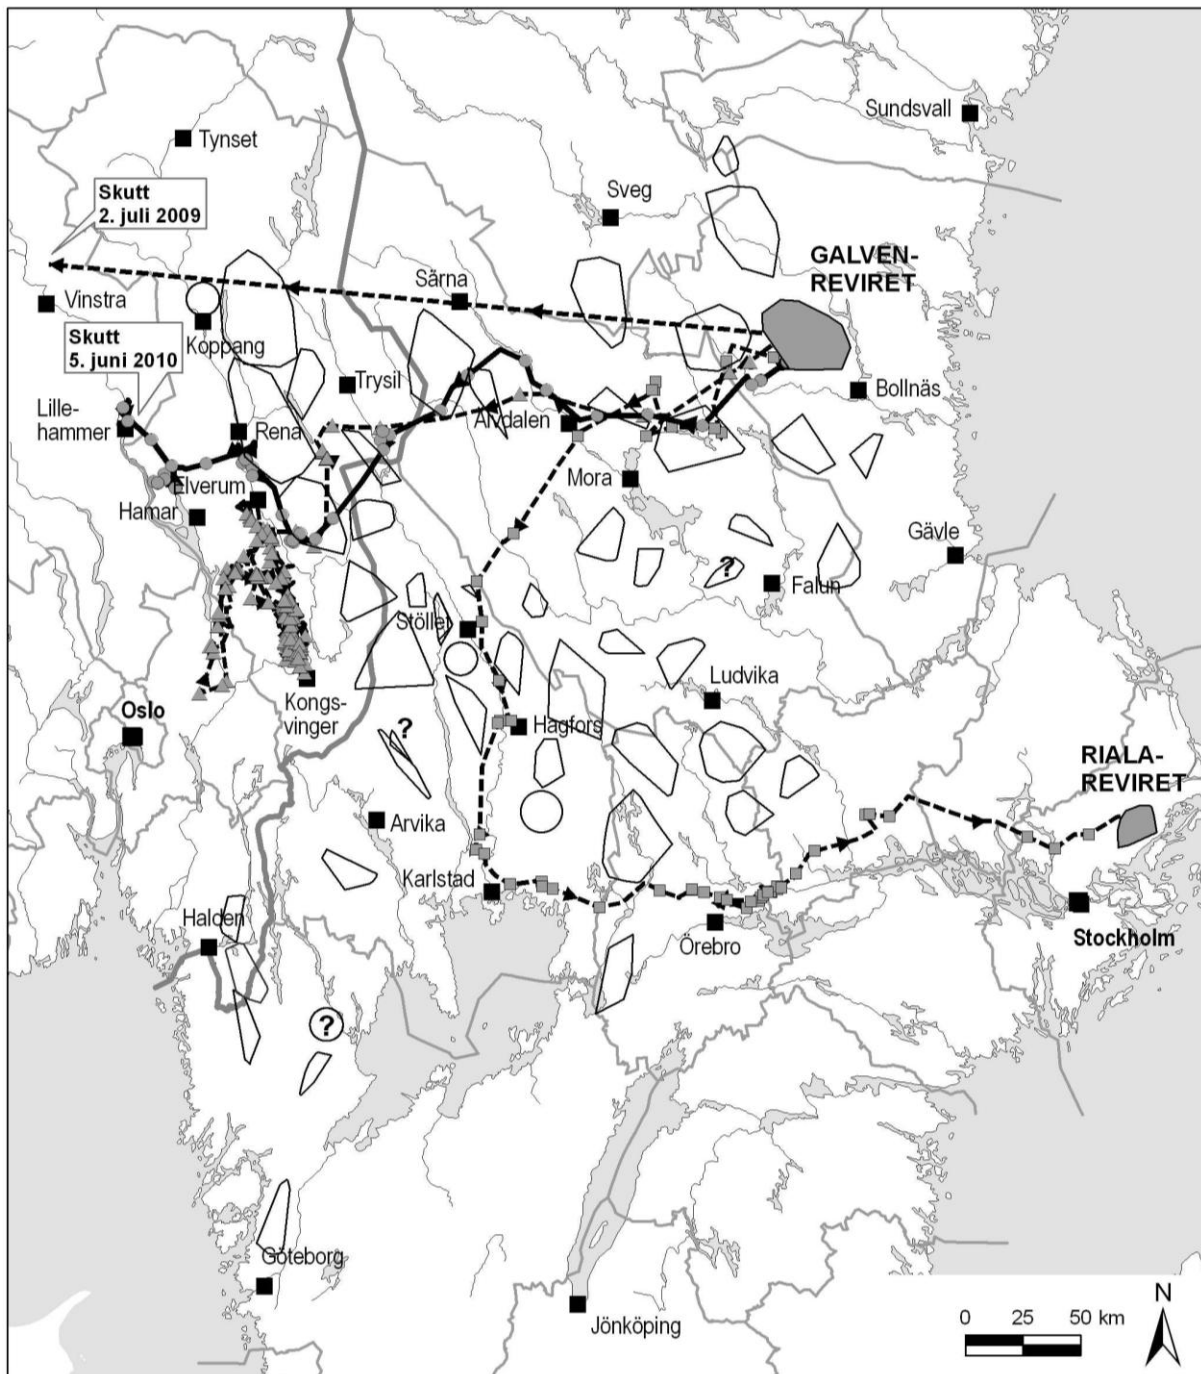 Sundsvall
Tynset
Sveg
Skutt
2. juli 2009
GALVEN-
REVIRET
Särna
Vinstra
Koppang
Skutt
5. juni 2010
Trysil
Bollnäs
Lille-
hammer
Rena
Älvdalen
Mora
Elverum
Hamar
Gävle
?
Falun
Stöllet
Ludvika
Kongs-
vinger
Oslo
Hagfors
?
RIALA-
REVIRET
Arvika
Karlstad
Halden
Örebro
Stockholm
?
Göteborg
Jönköping
N
0 25 50 km